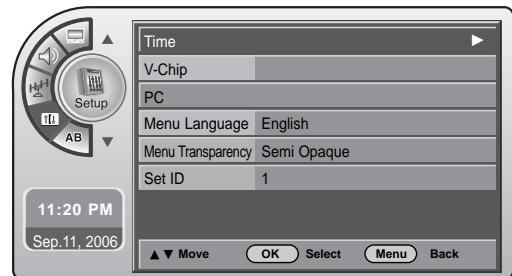 Setup
AB
11:20 PM
Sep.11, 2006
Time
V-Chip
PC
Menu Language English
Menu Transparency Semi Opaque
Set ID 1
▲ ▼ Move OK Select Menu Back